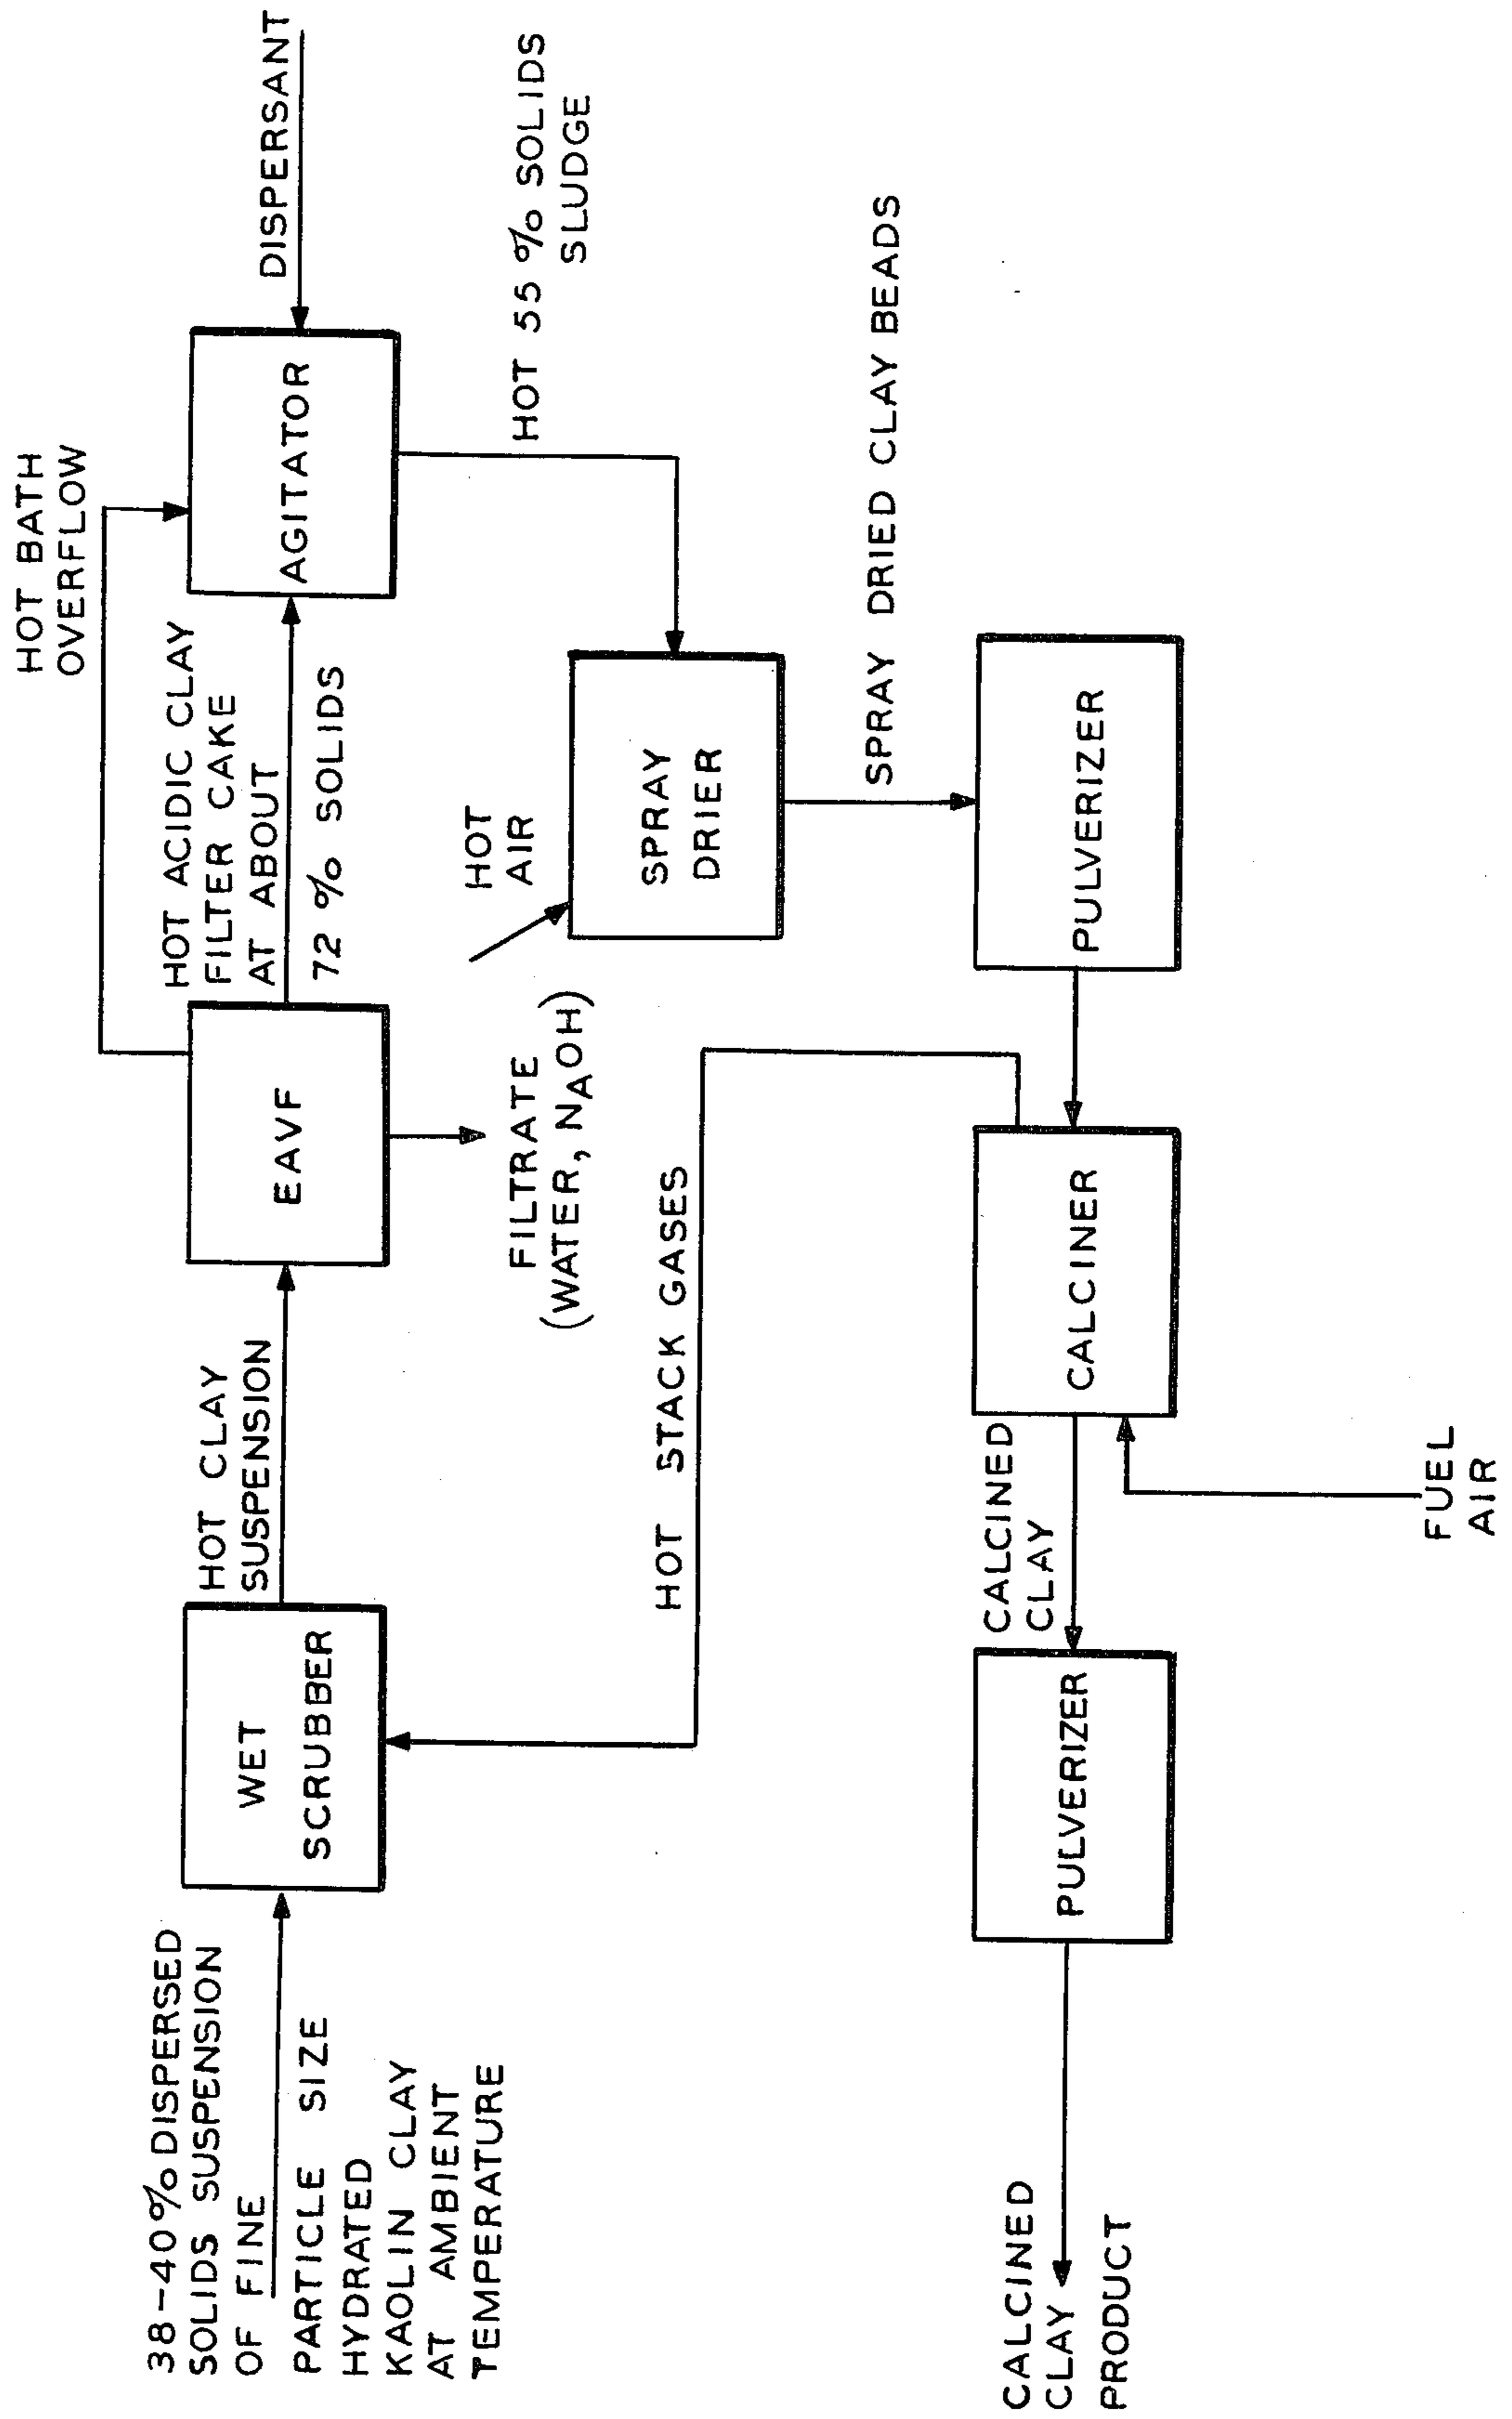 38-40% DISPERSED
SOLIDS SUSPENSION
OF FINE
PARTICLE SIZE
HYDRATED
KAOLIN CLAY
AT AMBIENT
TEMPERATURE
WET
SCRUBBER
HOT CLAY
SUSPENSION
EAVF
FILTRATE
(WATER, NAOH)
HOT ACIDIC CLAY
FILTER CAKE
AT ABOUT
72 % SOLIDS
HOT BATH
OVERFLOW
AGITATOR
DISPERSANT
HOT 55 % SOLIDS
SLUDGE
HOT
AIR
SPRAY
DRIER
SPRAY DRIED CLAY BEADS
PULVERIZER
HOT STACK GASES
CALCINER
FUEL
AIR
CALCINED
CLAY
PULVERIZER
CALCINED
CLAY
PRODUCT